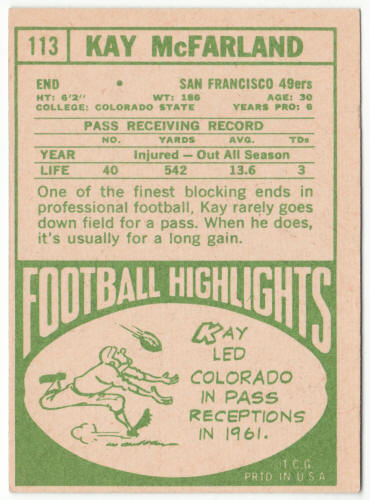 113 KAY McFARLAND
END • SAN FRANCISCO 49ers
HT: 6'2" WT: 186 AGE: 30
COLLEGE: COLORADO STATE YEARS PRO: 6
PASS RECEIVING RECORD
NO. YARDS AVG. TDs
YEAR Injured — Out All Season
LIFE 40 542 13.6 3
One of the finest blocking ends in
professional football, Kay rarely goes
down field for a pass. When he does,
it's usually for a long gain.
FOOTBALL HIGHLIGHTS
KAY
LED
COLORADO
IN PASS
RECEPTIONS
IN 1961.
T.C.G.
PRTD IN U.S.A